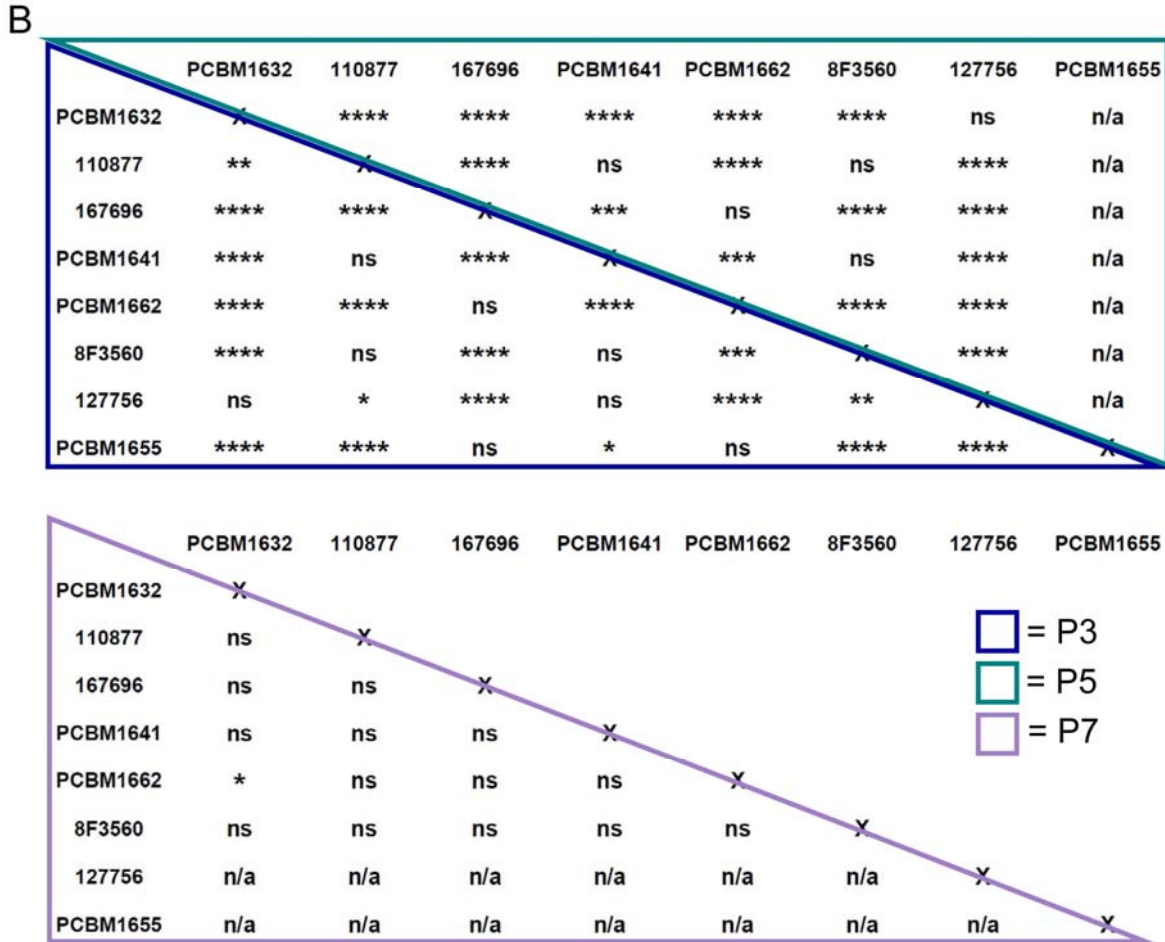 B
PCBM1632 110877 167696 PCBM1641 PCBM1662 8F3560 127756 PCBM1655
PCBM1632 X **** **** **** **** **** ns n/a
110877 ** X **** ns **** ns **** n/a
167696 **** **** X *** ns **** **** n/a
PCBM1641 **** ns **** X *** ns **** n/a
PCBM1662 **** **** ns **** X **** **** n/a
8F3560 **** ns **** ns *** X **** n/a
127756 ns * **** ns **** ** X n/a
PCBM1655 **** **** ns * ns **** **** X
PCBM1632 110877 167696 PCBM1641 PCBM1662 8F3560 127756 PCBM1655
PCBM1632 X
110877 ns X
167696 ns ns X
PCBM1641 ns ns ns X
PCBM1662 * ns ns ns X
8F3560 ns ns ns ns ns X
127756 n/a n/a n/a n/a n/a n/a X
PCBM1655 n/a n/a n/a n/a n/a n/a n/a X
= P3
= P5
= P7